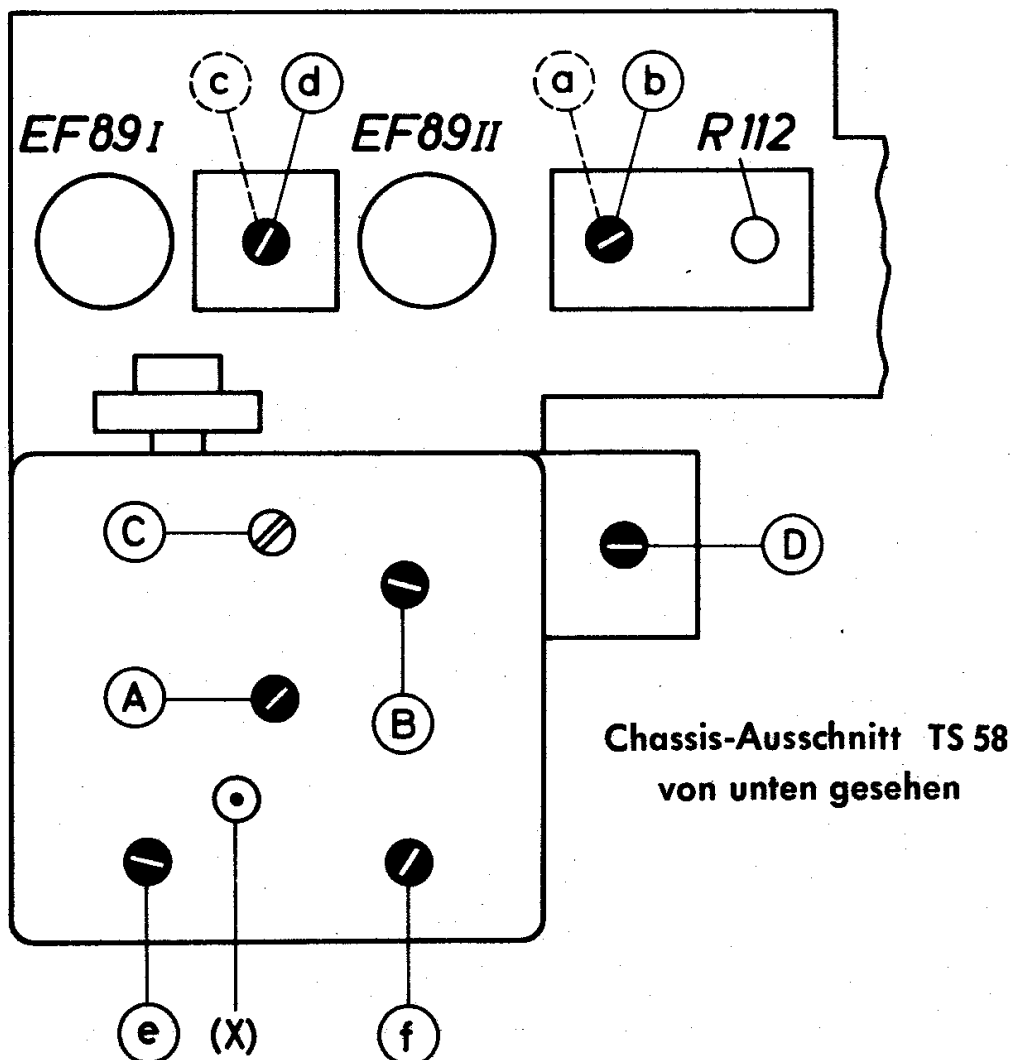 c d a b
EF89 I EF89 II R 112
C
D
A
B
Chassis-Ausschnitt TS 58
von unten gesehen
e (X) f